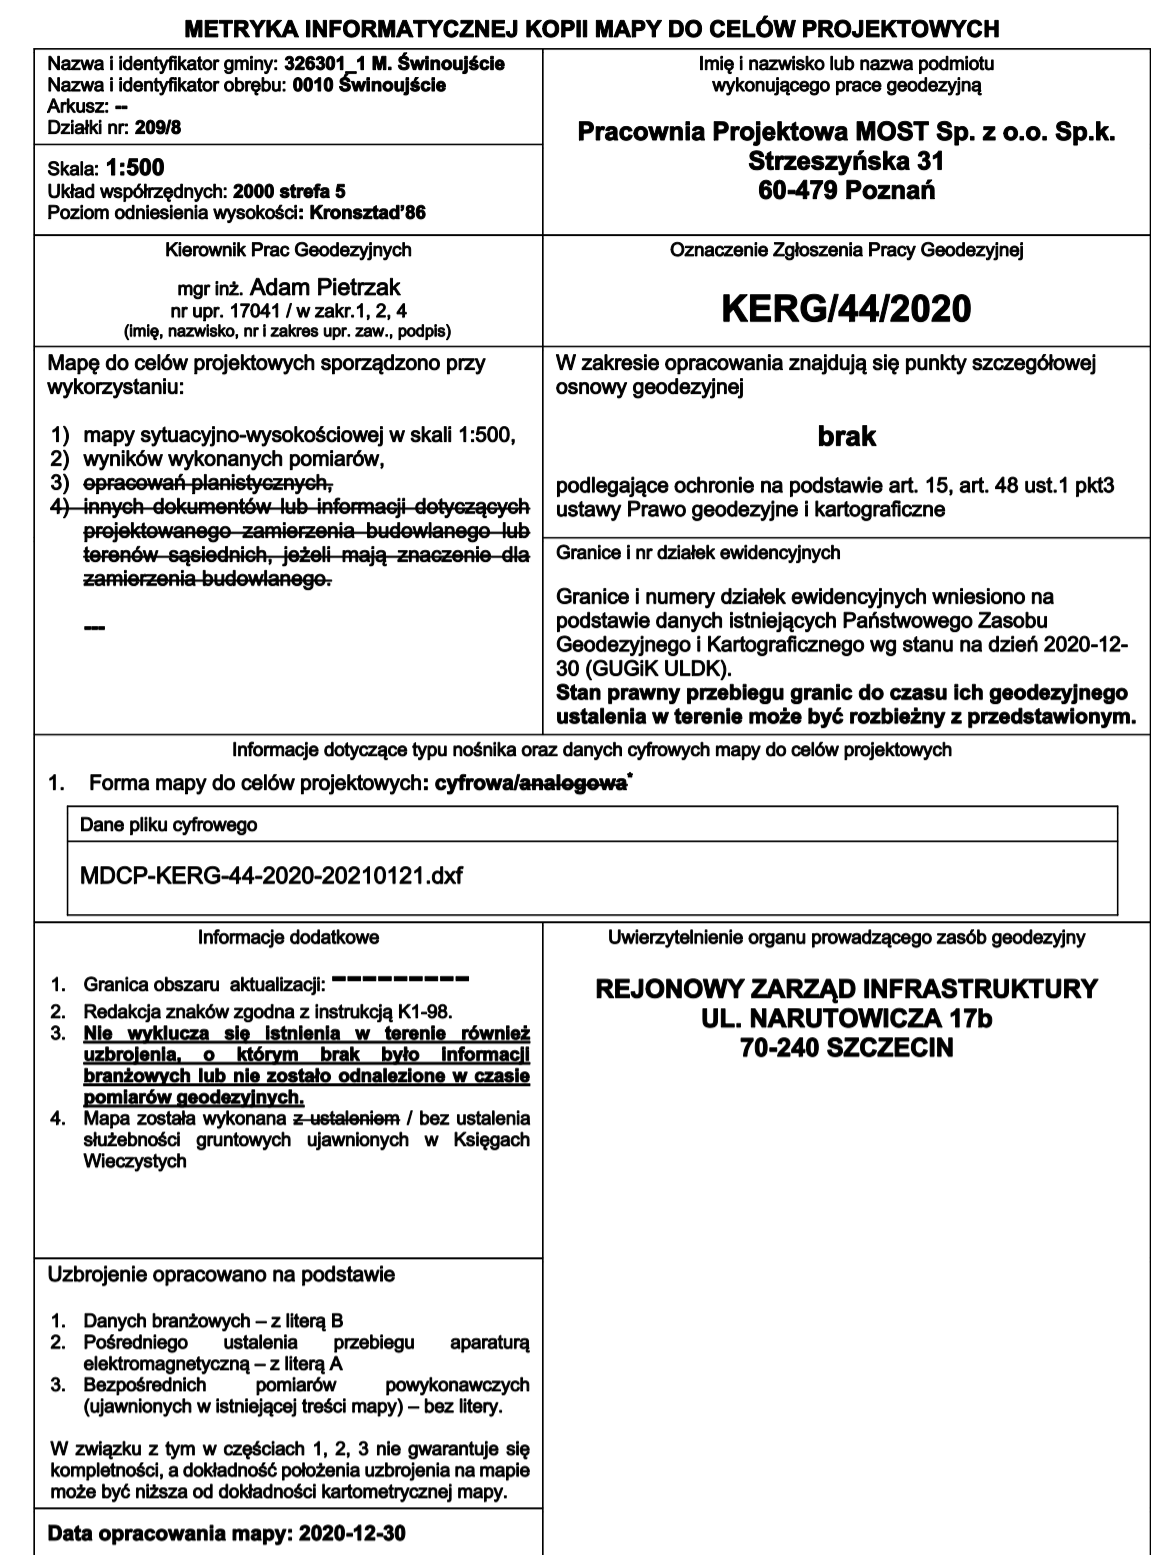 METRYKA INFORMATYCZNEJ KOPII MAPY DO CELÓW PROJEKTOWYCH
Nazwa i identyfikator gminy: 326301_1 M. Świnoujście
Nazwa i identyfikator obrębu: 0010 Świnoujście
Arkusz: --
Działki nr: 209/8
Skala: 1:500
Układ współrzędnych: 2000 strefa 5
Poziom odniesienia wysokości: Kronsztad'86
Imię i nazwisko lub nazwa podmiotu
wykonującego prace geodezyjną
Pracownia Projektowa MOST Sp. z o.o. Sp.k.
Strzeszyńska 31
60-479 Poznań
Kierownik Prac Geodezyjnych
mgr inż. Adam Pietrzak
nr upr. 17041 / w zakr.1, 2, 4
(imię, nazwisko, nr i zakres upr. zaw., podpis)
Oznaczenie Zgłoszenia Pracy Geodezyjnej
KERG/44/2020
Mapę do celów projektowych sporządzono przy
wykorzystaniu:
1) mapy sytuacyjno-wysokościowej w skali 1:500,
2) wyników wykonanych pomiarów,
3) opracowań planistycznych,
4) innych dokumentów lub informacji dotyczących
projektowanego zamierzenia budowlanego lub
terenów sąsiednich, jeżeli mają znaczenie dla
zamierzenia budowlanego.
---
W zakresie opracowania znajdują się punkty szczegółowej
osnowy geodezyjnej
brak
podlegające ochronie na podstawie art. 15, art. 48 ust.1 pkt3
ustawy Prawo geodezyjne i kartograficzne
Granice i nr działek ewidencyjnych
Granice i numery działek ewidencyjnych wniesiono na
podstawie danych istniejących Państwowego Zasobu
Geodezyjnego i Kartograficznego wg stanu na dzień 2020-12-
30 (GUGiK ULDK).
Stan prawny przebiegu granic do czasu ich geodezyjnego
ustalenia w terenie może być rozbieżny z przedstawionym.
Informacje dotyczące typu nośnika oraz danych cyfrowych mapy do celów projektowych
1. Forma mapy do celów projektowych: cyfrowa/analogowa*
Dane pliku cyfrowego
MDCP-KERG-44-2020-20210121.dxf
Informacje dodatkowe
1. Granica obszaru aktualizacji: ---------
2. Redakcja znaków zgodna z instrukcją K1-98.
3. Nie wyklucza się istnienia w terenie również
uzbrojenia, o którym brak było informacji
branżowych lub nie zostało odnalezione w czasie
pomiarów geodezyjnych.
4. Mapa została wykonana z ustaleniem / bez ustalenia
służebności gruntowych ujawnionych w Księgach
Wieczystych
Uwierzytelnienie organu prowadzącego zasób geodezyjny
REJONOWY ZARZĄD INFRASTRUKTURY
UL. NARUTOWICZA 17b
70-240 SZCZECIN
Uzbrojenie opracowano na podstawie
1. Danych branżowych – z literą B
2. Pośredniego ustalenia przebiegu aparaturą
elektromagnetyczną – z literą A
3. Bezpośrednich pomiarów powykonawczych
(ujawnionych w istniejącej treści mapy) – bez litery.
W związku z tym w częściach 1, 2, 3 nie gwarantuje się
kompletności, a dokładność położenia uzbrojenia na mapie
może być niższa od dokładności kartometrycznej mapy.
Data opracowania mapy: 2020-12-30